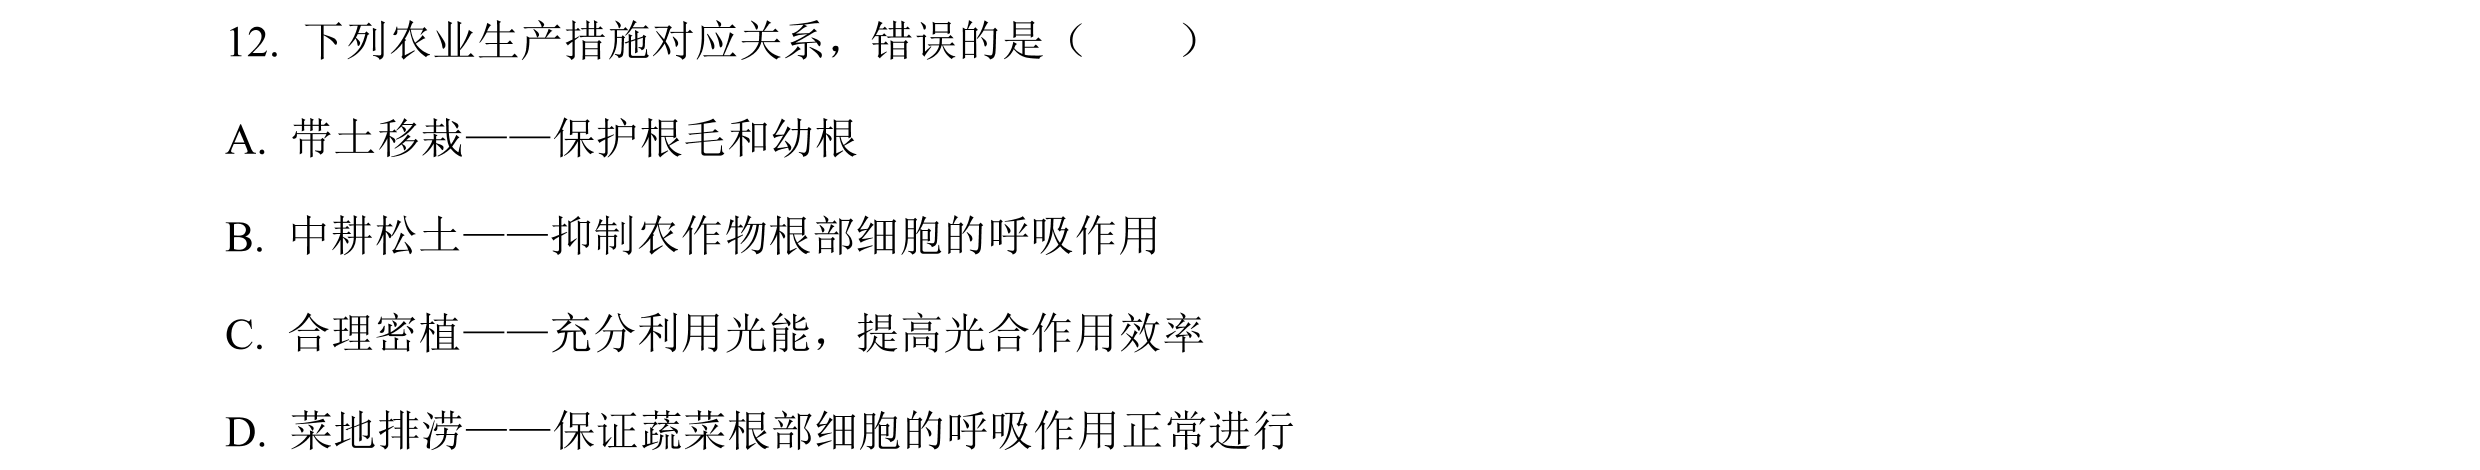 12. 下列农业生产措施对应关系，错误的是（　　）
A. 带土移栽——保护根毛和幼根
B. 中耕松土——抑制农作物根部细胞的呼吸作用
C. 合理密植——充分利用光能，提高光合作用效率
D. 菜地排涝——保证蔬菜根部细胞的呼吸作用正常进行